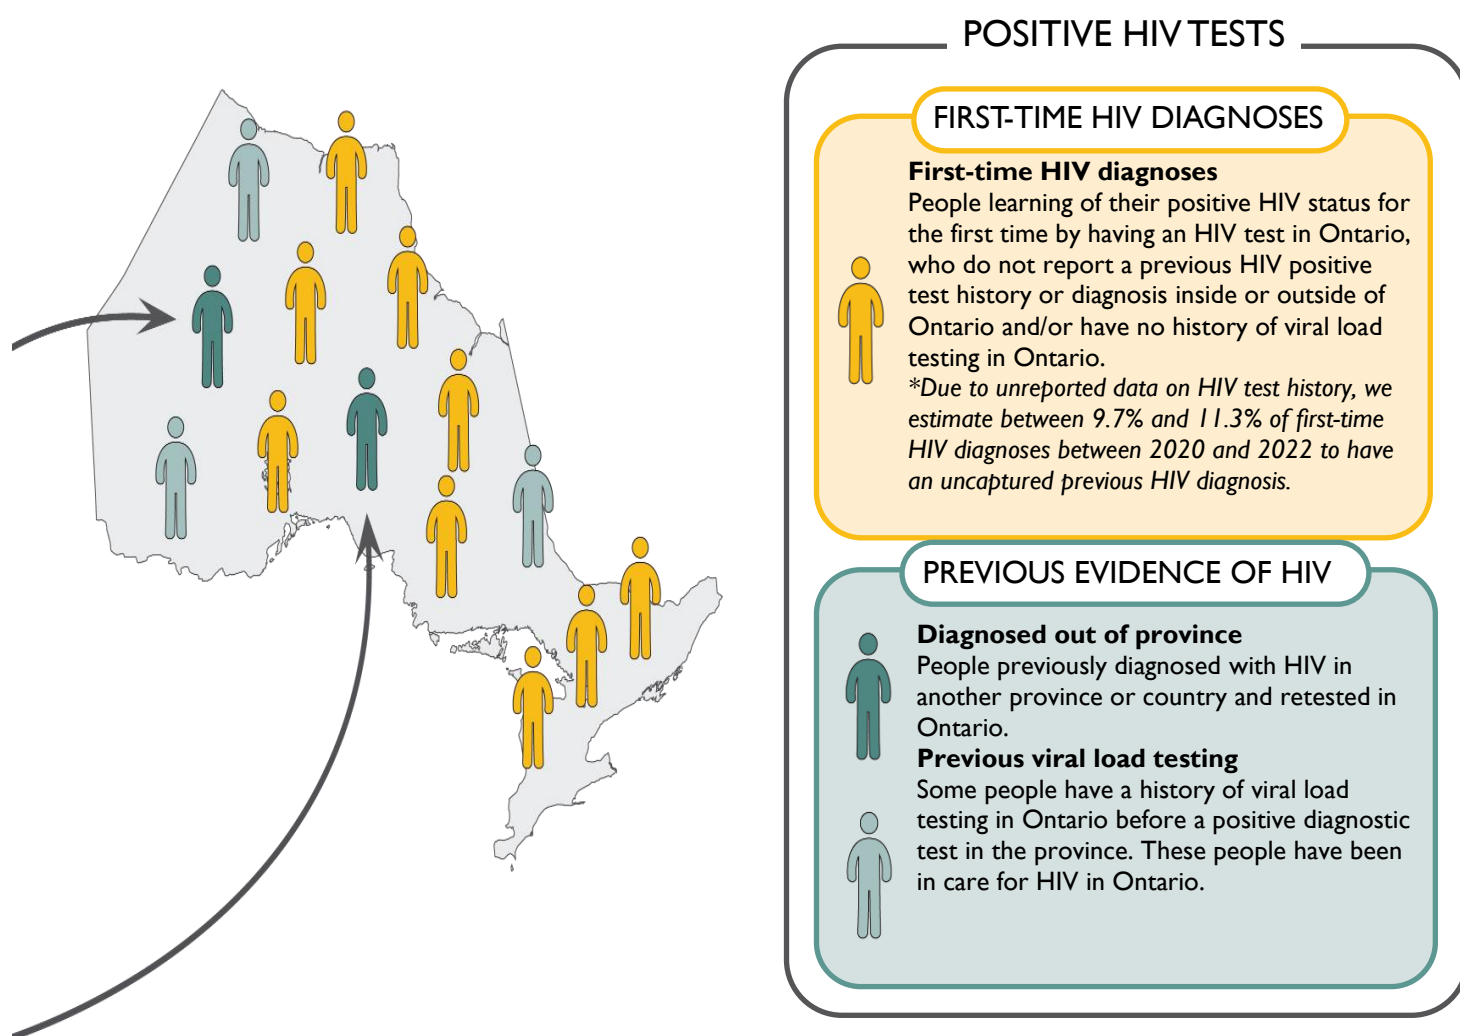 POSITIVE HIV TESTS
FIRST-TIME HIV DIAGNOSES
First-time HIV diagnoses
People learning of their positive HIV status for
the first time by having an HIV test in Ontario,
who do not report a previous HIV positive
test history or diagnosis inside or outside of
Ontario and/or have no history of viral load
testing in Ontario.
*Due to unreported data on HIV test history, we
estimate between 9.7% and 11.3% of first-time
HIV diagnoses between 2020 and 2022 to have
an uncaptured previous HIV diagnosis.
PREVIOUS EVIDENCE OF HIV
Diagnosed out of province
People previously diagnosed with HIV in
another province or country and retested in
Ontario.
Previous viral load testing
Some people have a history of viral load
testing in Ontario before a positive diagnostic
test in the province. These people have been
in care for HIV in Ontario.